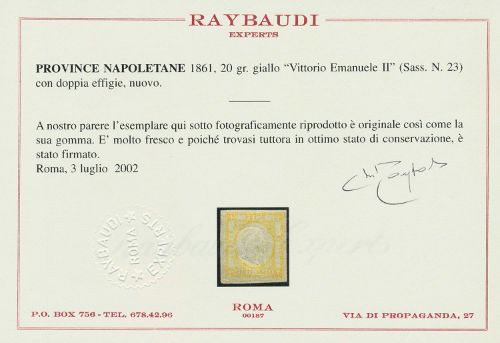 RAYBAUDI
EXPERTS
PROVINCE NAPOLETANE 1861, 20 gr. giallo “Vittorio Emanuele II” (Sass. N. 23)
con doppia effigie, nuovo.
A nostro parere l'esemplare qui sotto fotograficamente riprodotto è originale così come la
sua gomma. E' molto fresco e poiché trovasi tuttora in ottimo stato di conservazione, è
stato firmato.
Roma, 3 luglio 2002
RAYBAUDI EXPERTS
ROMA
P.O. BOX 756 - TEL. 678.42.96
ROMA
00187
VIA DI PROPAGANDA, 27